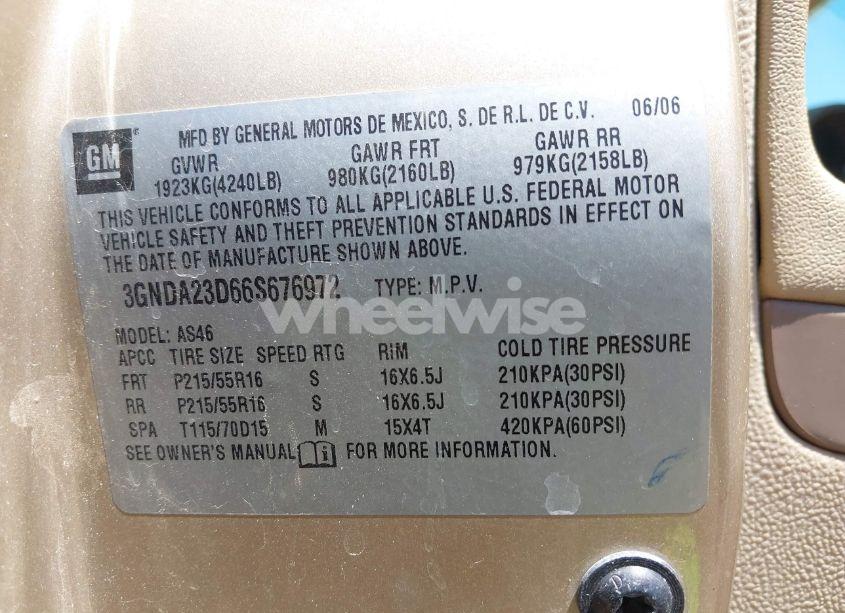 GM
MFD BY GENERAL MOTORS DE MEXICO, S. DE R.L. DE C.V. 06/06
GVWR GAWR FRT GAWR RR
1923KG(4240LB) 980KG(2160LB) 979KG(2158LB)
THIS VEHICLE CONFORMS TO ALL APPLICABLE U.S. FEDERAL MOTOR
VEHICLE SAFETY AND THEFT PREVENTION STANDARDS IN EFFECT ON
THE DATE OF MANUFACTURE SHOWN ABOVE.
3GNDA23D66S676972 TYPE: M.P.V.
wheelwise
MODEL: AS46
APCC TIRE SIZE SPEED RTG RIM COLD TIRE PRESSURE
FRT P215/55R16 S 16X6.5J 210KPA(30PSI)
RR P215/55R16 S 16X6.5J 210KPA(30PSI)
SPA T115/70D15 M 15X4T 420KPA(60PSI)
SEE OWNER'S MANUAL FOR MORE INFORMATION.